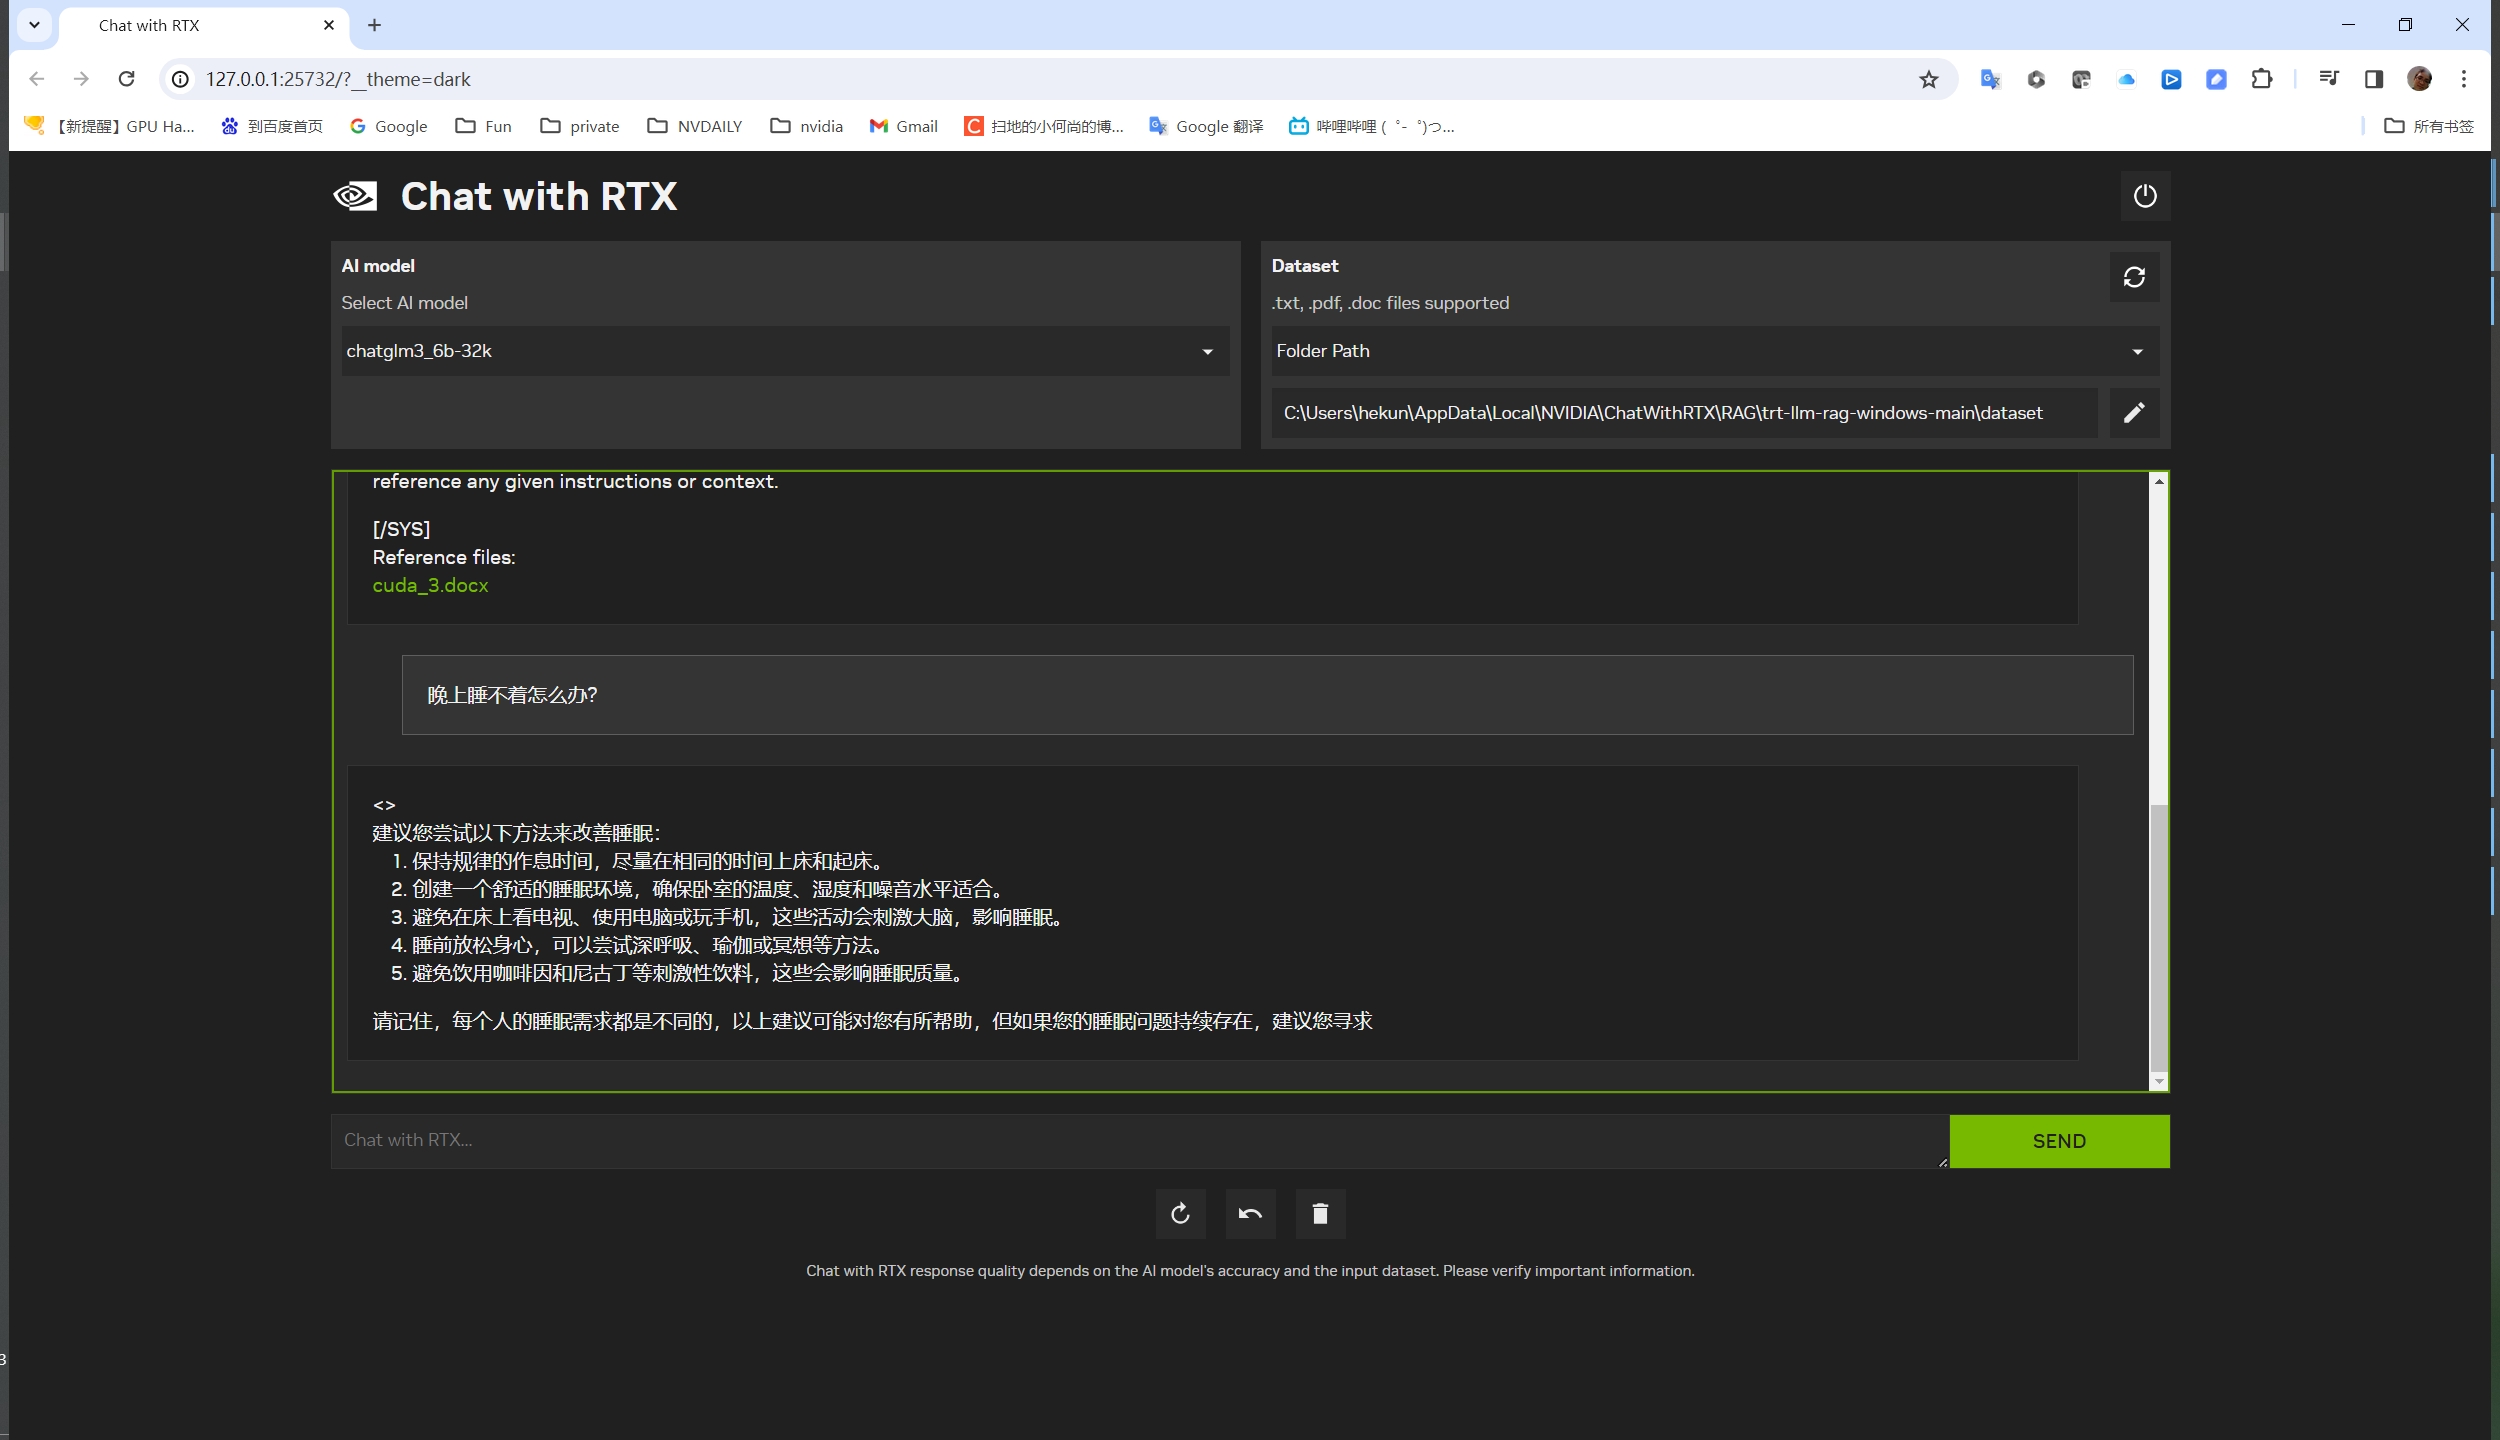 Chat with RTX
127.0.0.1:25732/?__theme=dark
【新提醒】GPU Ha... 到百度首页 Google Fun private NVDAILY nvidia Gmail 扫地的小何尚的博... Google 翻译 哔哩哔哩 ( ゜- ゜)つ... 所有书签
Chat with RTX
AI model
Select AI model
chatglm3_6b-32k
Dataset
.txt, .pdf, .doc files supported
Folder Path
C:\Users\hekun\AppData\Local\NVIDIA\ChatWithRTX\RAG\trt-llm-rag-windows-main\dataset
reference any given instructions or context.
[/SYS]
Reference files:
cuda_3.docx
晚上睡不着怎么办?
<>
建议您尝试以下方法来改善睡眠：
1. 保持规律的作息时间，尽量在相同的时间上床和起床。
2. 创建一个舒适的睡眠环境，确保卧室的温度、湿度和噪音水平适合。
3. 避免在床上看电视、使用电脑或玩手机，这些活动会刺激大脑，影响睡眠。
4. 睡前放松身心，可以尝试深呼吸、瑜伽或冥想等方法。
5. 避免饮用咖啡因和尼古丁等刺激性饮料，这些会影响睡眠质量。
请记住，每个人的睡眠需求都是不同的，以上建议可能对您有所帮助，但如果您的睡眠问题持续存在，建议您寻求
Chat with RTX...
SEND
Chat with RTX response quality depends on the AI model's accuracy and the input dataset. Please verify important information.
3